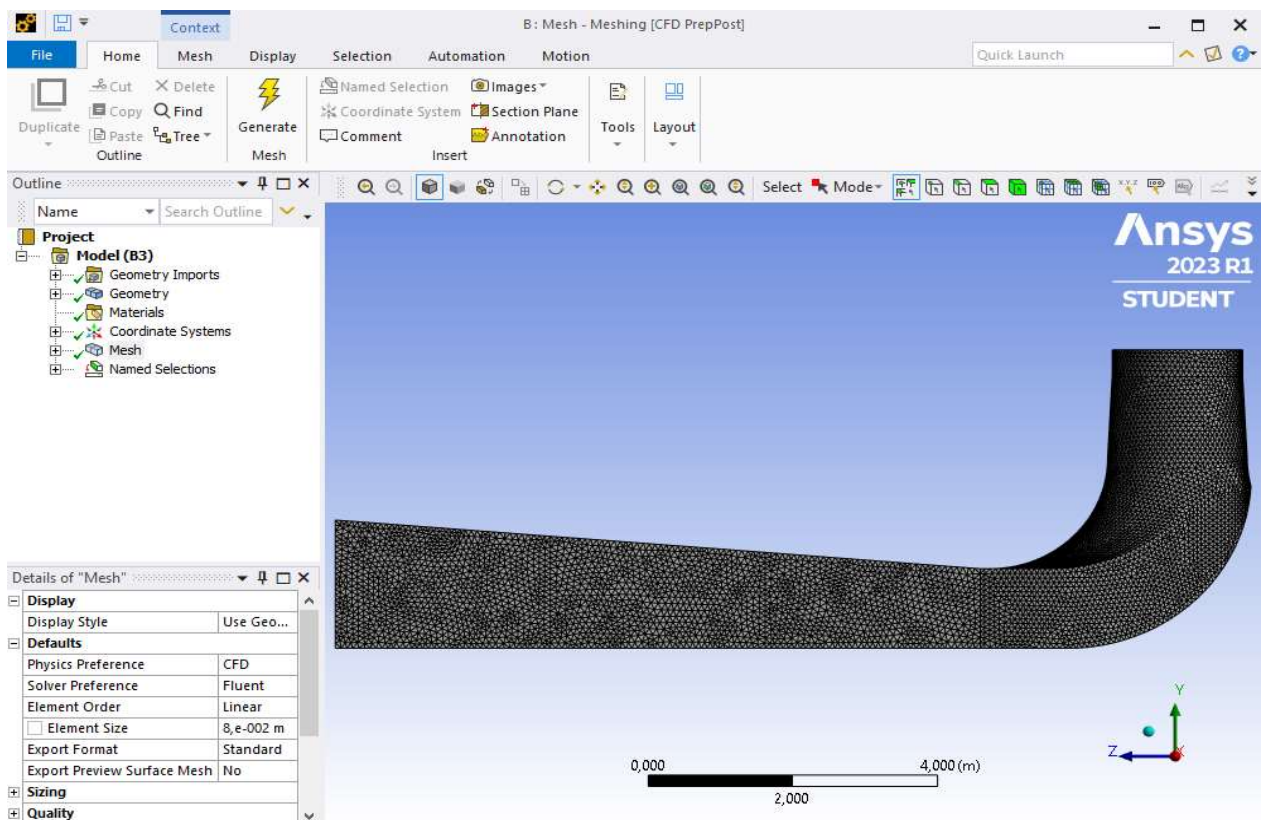 Context
B : Mesh - Meshing [CFD PrepPost]
File Home Mesh Display Selection Automation Motion
Quick Launch
Duplicate
Cut
Copy
Paste
Delete
Find
Tree
Outline
Generate
Mesh
Named Selection
Coordinate System
Comment
Images
Section Plane
Annotation
Insert
Tools
Layout
Outline
Select Mode
Name
Search Outline
Project
Model (B3)
Geometry Imports
Geometry
Materials
Coordinate Systems
Mesh
Named Selections
Details of "Mesh"
Display
Display Style Use Geo...
Defaults
Physics Preference CFD
Solver Preference Fluent
Element Order Linear
Element Size 8,e-002 m
Export Format Standard
Export Preview Surface Mesh No
Sizing
Quality
Ansys
2023 R1
STUDENT
0,000 4,000 (m)
2,000
Y
Z
X